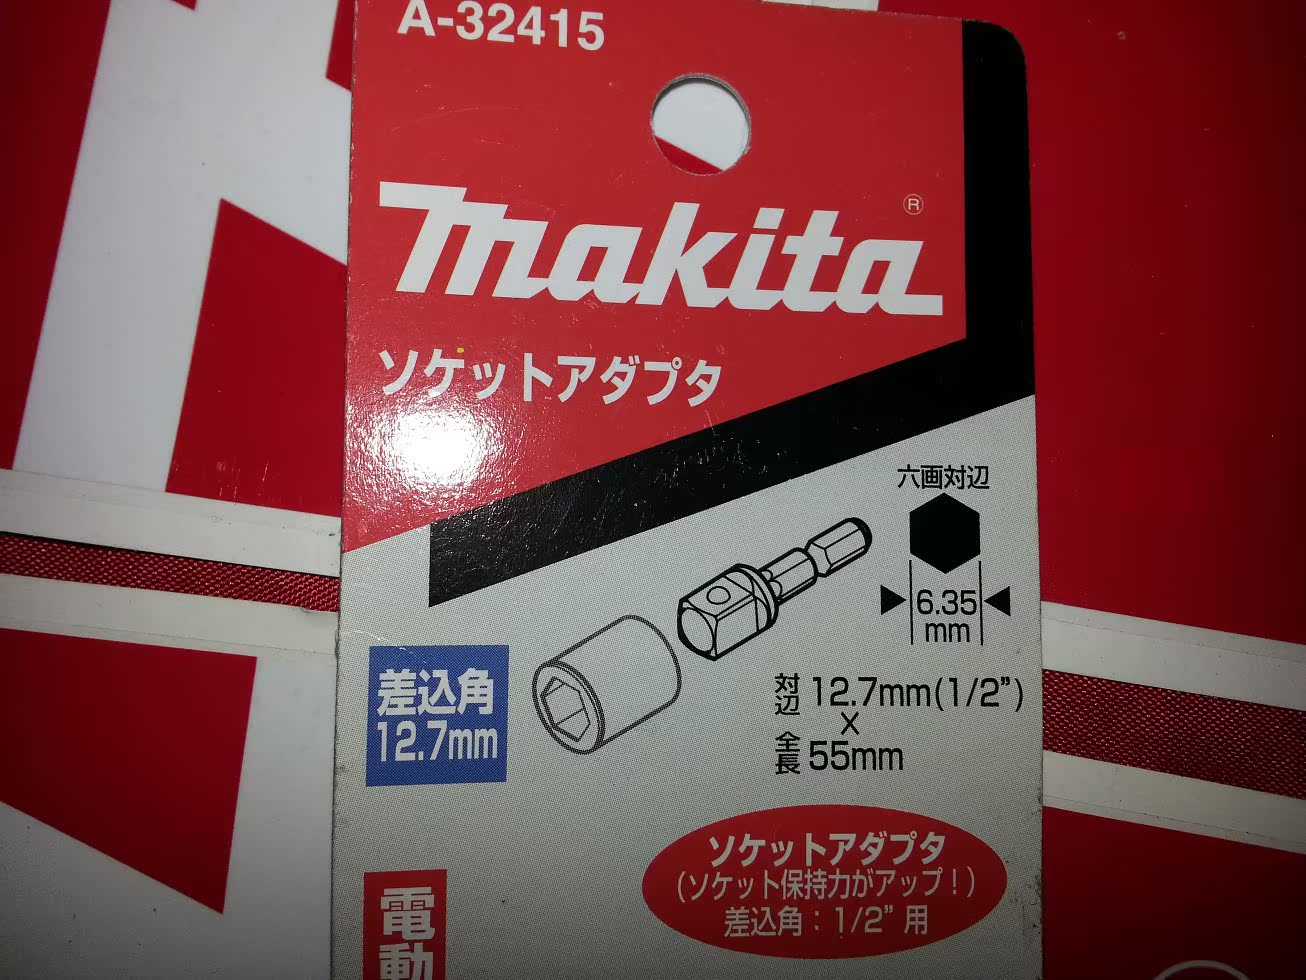 A-32415
makita®
ソケットアダプタ
六画対辺
6.35
mm
差込角
12.7mm
対辺 12.7mm(1/2”)
×
全長 55mm
ソケットアダプタ
(ソケット保持力がアップ!)
差込角：1/2”用
電動